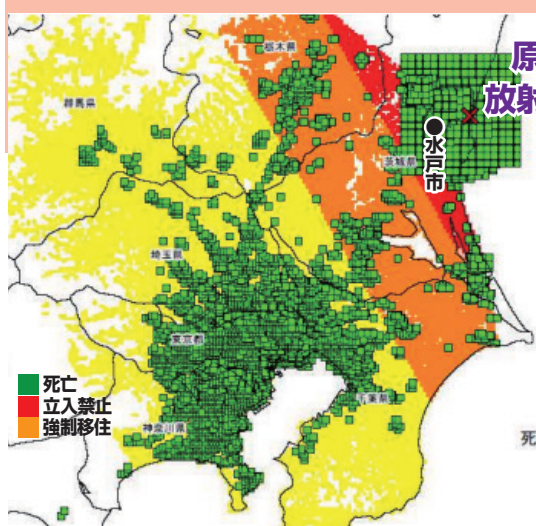 原
放射
栃木県
群馬県
茨城県
水戸市
埼玉県
東京都
千葉県
神奈川県
死亡
立入禁止
強制移住
死